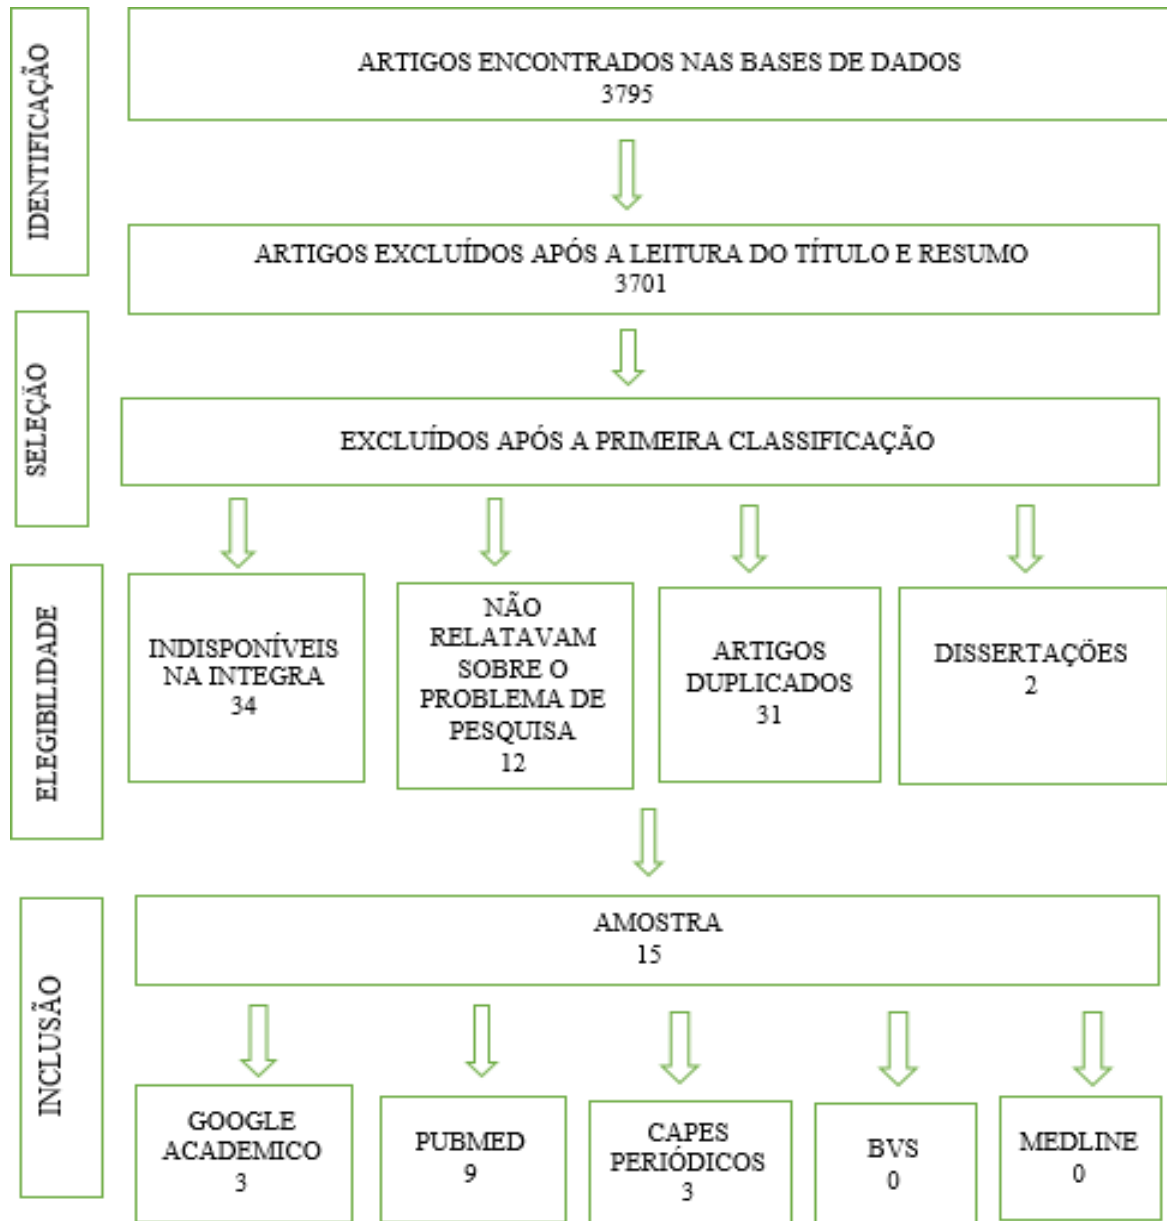 IDENTIFICAÇÃO
ARTIGOS ENCONTRADOS NAS BASES DE DADOS
3795
ARTIGOS EXCLUÍDOS APÓS A LEITURA DO TÍTULO E RESUMO
3701
SELEÇÃO
EXCLUÍDOS APÓS A PRIMEIRA CLASSIFICAÇÃO
ELEGIBILIDADE
INDISPONÍVEIS
NA INTEGRA
34
NÃO
RELATAVAM
SOBRE O
PROBLEMA DE
PESQUISA
12
ARTIGOS
DUPLICADOS
31
DISSERTAÇÕES
2
INCLUSÃO
AMOSTRA
15
GOOGLE
ACADEMICO
3
PUBMED
9
CAPES
PERIÓDICOS
3
BVS
0
MEDLINE
0